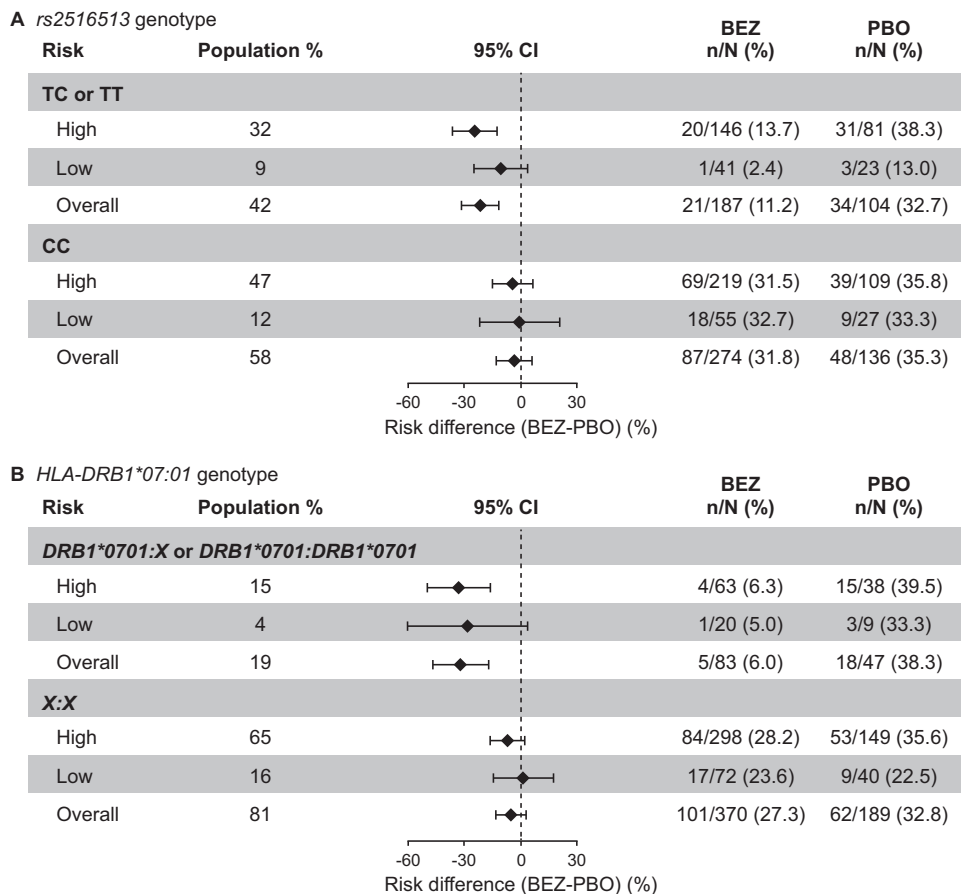 A rs2516513 genotype
Risk Population % 95% CI BEZ n/N (%) PBO n/N (%)
TC or TT
High 32 20/146 (13.7) 31/81 (38.3)
Low 9 1/41 (2.4) 3/23 (13.0)
Overall 42 21/187 (11.2) 34/104 (32.7)
CC
High 47 69/219 (31.5) 39/109 (35.8)
Low 12 18/55 (32.7) 9/27 (33.3)
Overall 58 87/274 (31.8) 48/136 (35.3)
-60 -30 0 30
Risk difference (BEZ-PBO) (%)
B HLA-DRB1*07:01 genotype
Risk Population % 95% CI BEZ n/N (%) PBO n/N (%)
DRB1*0701:X or DRB1*0701:DRB1*0701
High 15 4/63 (6.3) 15/38 (39.5)
Low 4 1/20 (5.0) 3/9 (33.3)
Overall 19 5/83 (6.0) 18/47 (38.3)
X:X
High 65 84/298 (28.2) 53/149 (35.6)
Low 16 17/72 (23.6) 9/40 (22.5)
Overall 81 101/370 (27.3) 62/189 (32.8)
-60 -30 0 30
Risk difference (BEZ-PBO) (%)